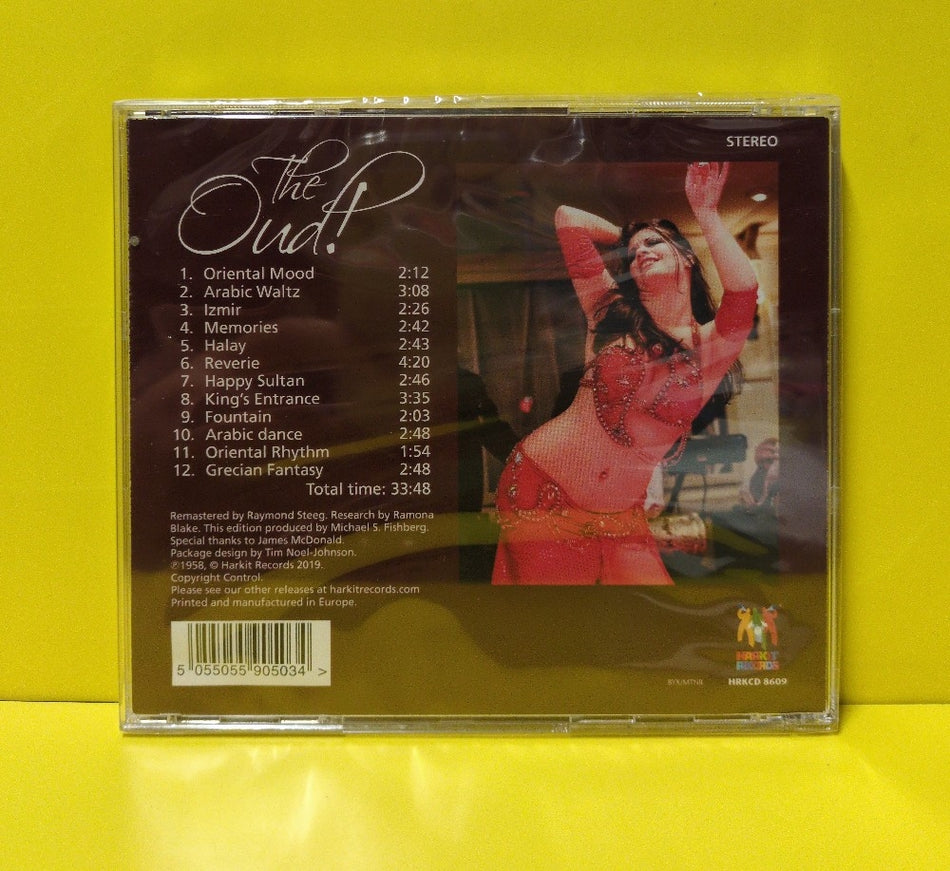 STEREO
The
Oud!
1. Oriental Mood 2:12
2. Arabic Waltz 3:08
3. Izmir 2:26
4. Memories 2:42
5. Halay 2:43
6. Reverie 4:20
7. Happy Sultan 2:46
8. King's Entrance 3:35
9. Fountain 2:03
10. Arabic dance 2:48
11. Oriental Rhythm 1:54
12. Grecian Fantasy 2:48
Total time: 33:48
Remastered by Raymond Steeg. Research by Ramona
Blake. This edition produced by Michael S. Fishberg.
Special thanks to James McDonald.
Package design by Tim Noel-Johnson.
℗1958, © Harkit Records 2019.
Copyright Control.
Please see our other releases at harkitrecords.com
Printed and manufactured in Europe.
5 055055 905034 >
HARKIT
RECORDS
HRKCD 8609